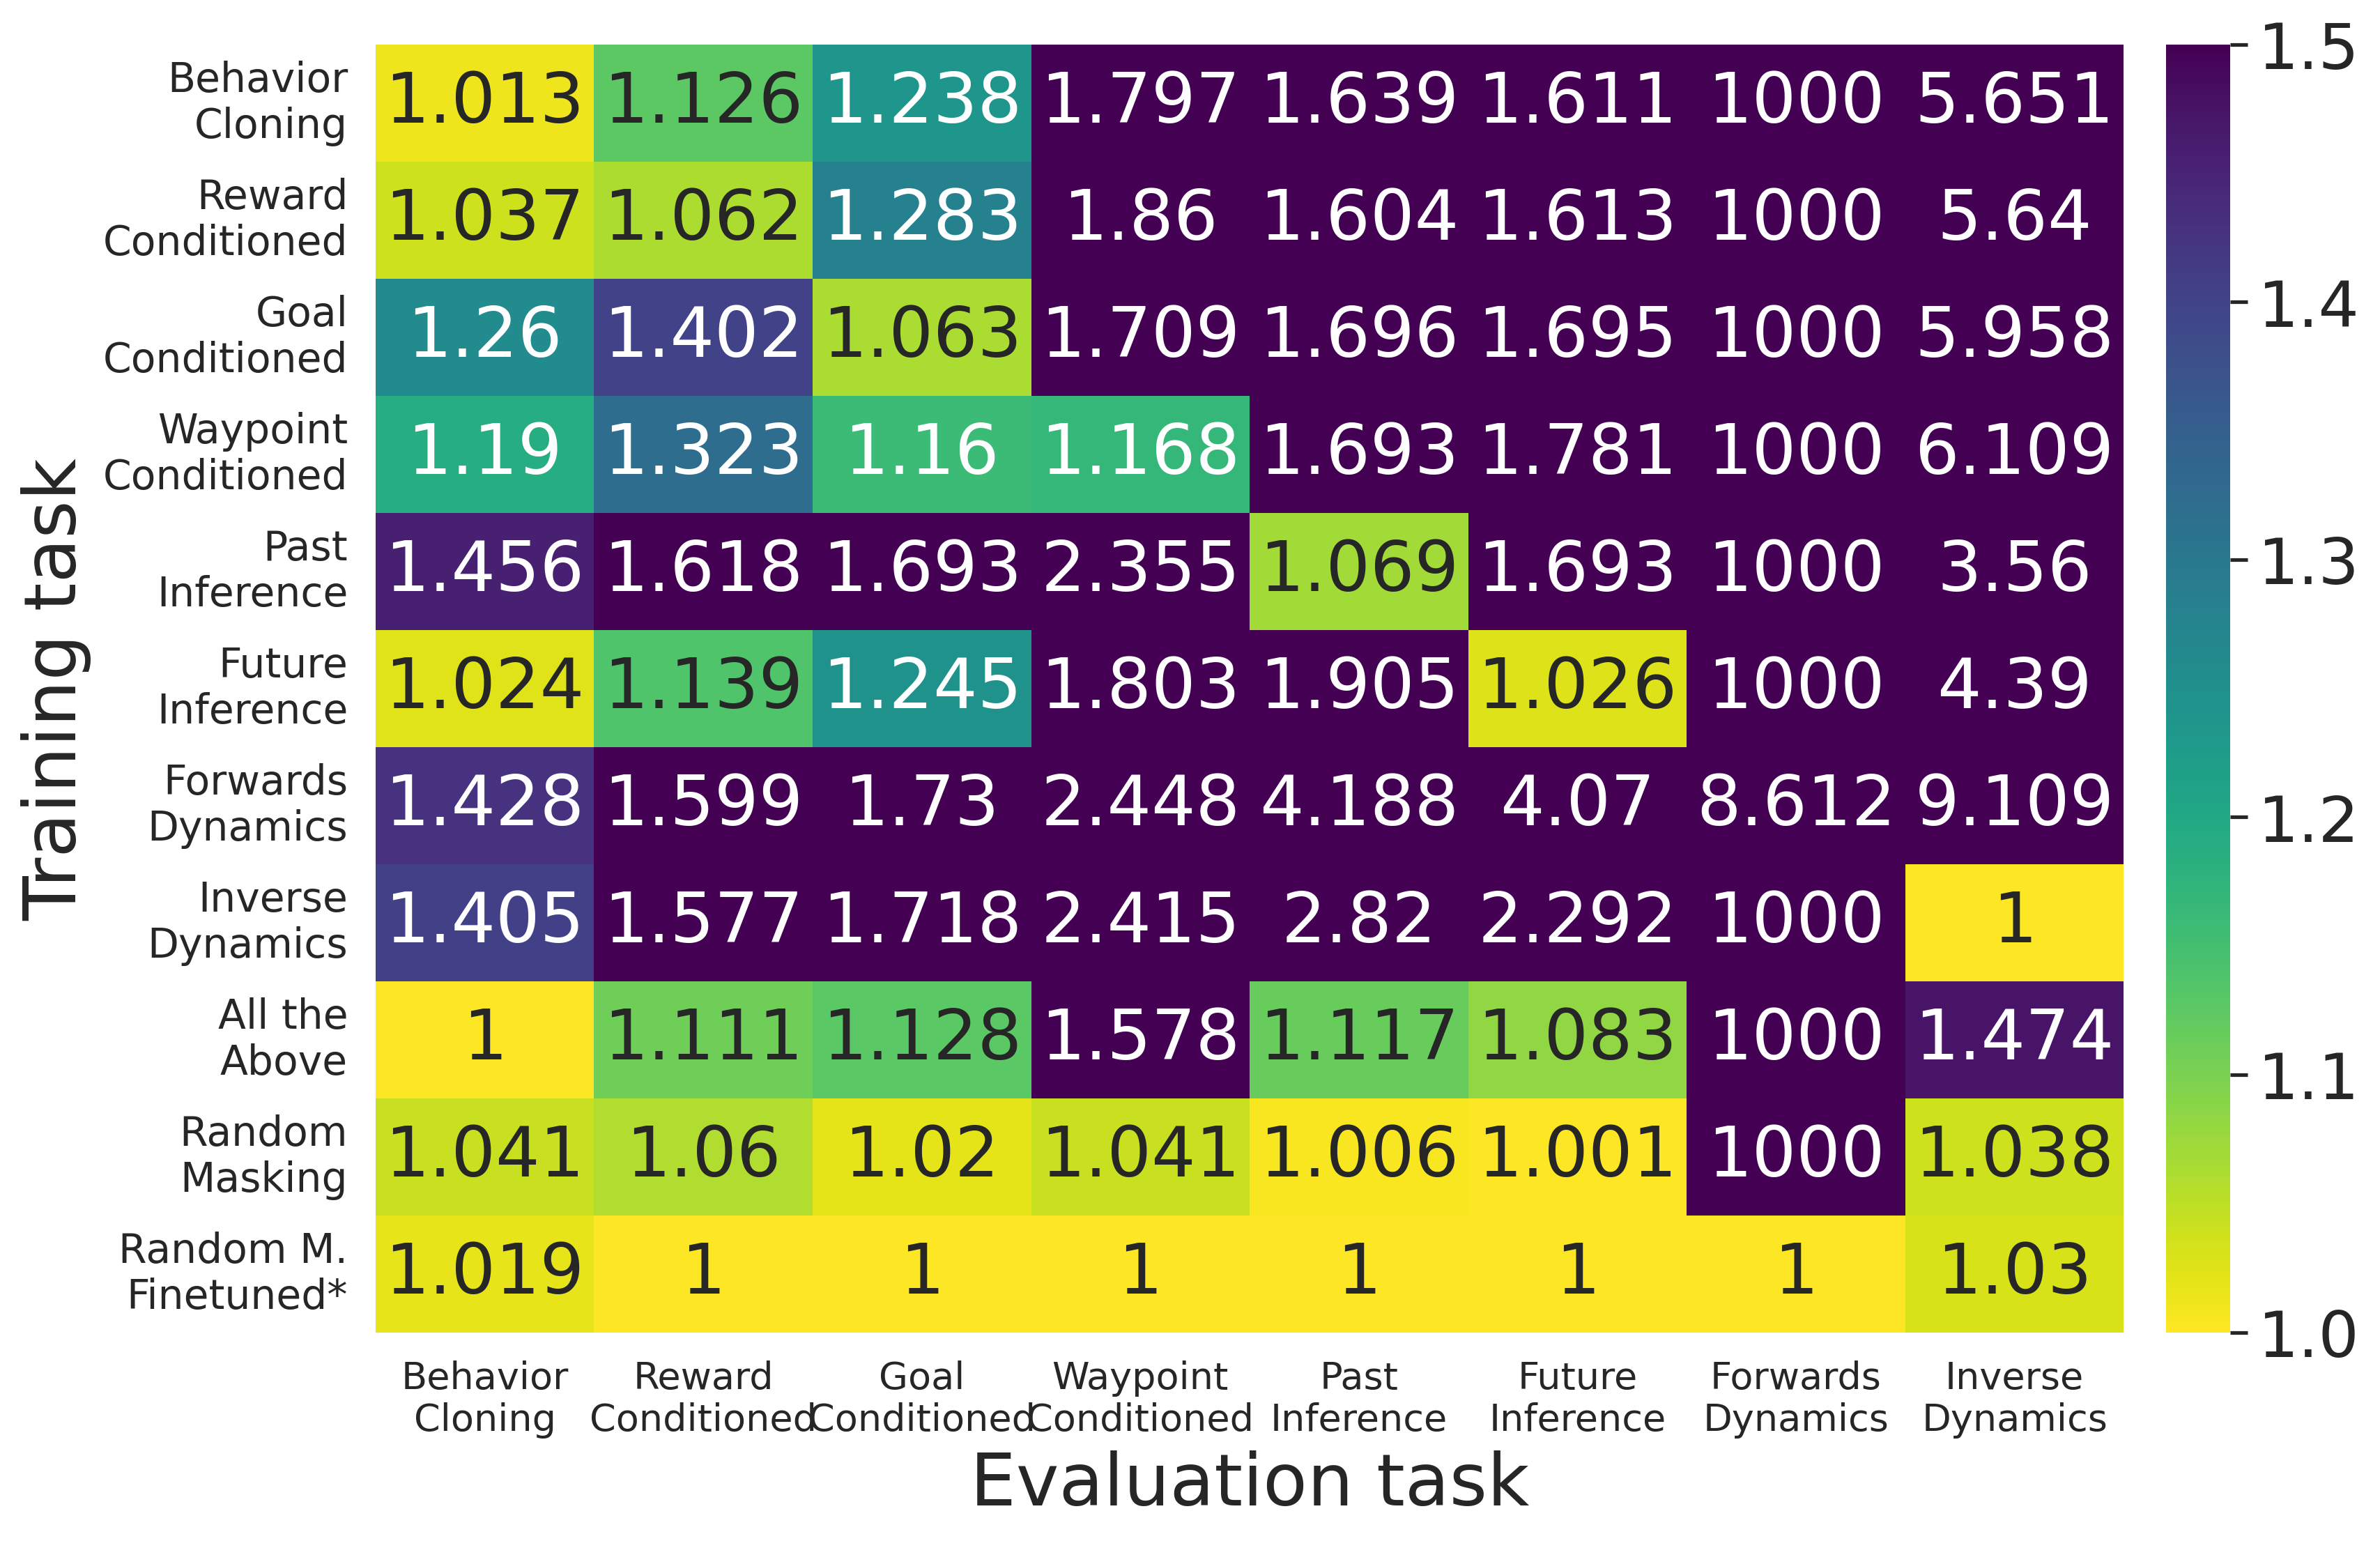 Training task
Behavior
Cloning
1.013 1.126 1.238 1.797 1.639 1.611 1000 5.651
Reward
Conditioned
1.037 1.062 1.283 1.86 1.604 1.613 1000 5.64
Goal
Conditioned
1.26 1.402 1.063 1.709 1.696 1.695 1000 5.958
Waypoint
Conditioned
1.19 1.323 1.16 1.168 1.693 1.781 1000 6.109
Past
Inference
1.456 1.618 1.693 2.355 1.069 1.693 1000 3.56
Future
Inference
1.024 1.139 1.245 1.803 1.905 1.026 1000 4.39
Forwards
Dynamics
1.428 1.599 1.73 2.448 4.188 4.07 8.612 9.109
Inverse
Dynamics
1.405 1.577 1.718 2.415 2.82 2.292 1000 1
All the
Above
1 1.111 1.128 1.578 1.117 1.083 1000 1.474
Random
Masking
1.041 1.06 1.02 1.041 1.006 1.001 1000 1.038
Random M.
Finetuned*
1.019 1 1 1 1 1 1 1.03
Behavior
Cloning
Reward
Conditioned
Goal
Conditioned
Waypoint
Conditioned
Past
Inference
Future
Inference
Forwards
Dynamics
Inverse
Dynamics
Evaluation task
1.5
1.4
1.3
1.2
1.1
1.0